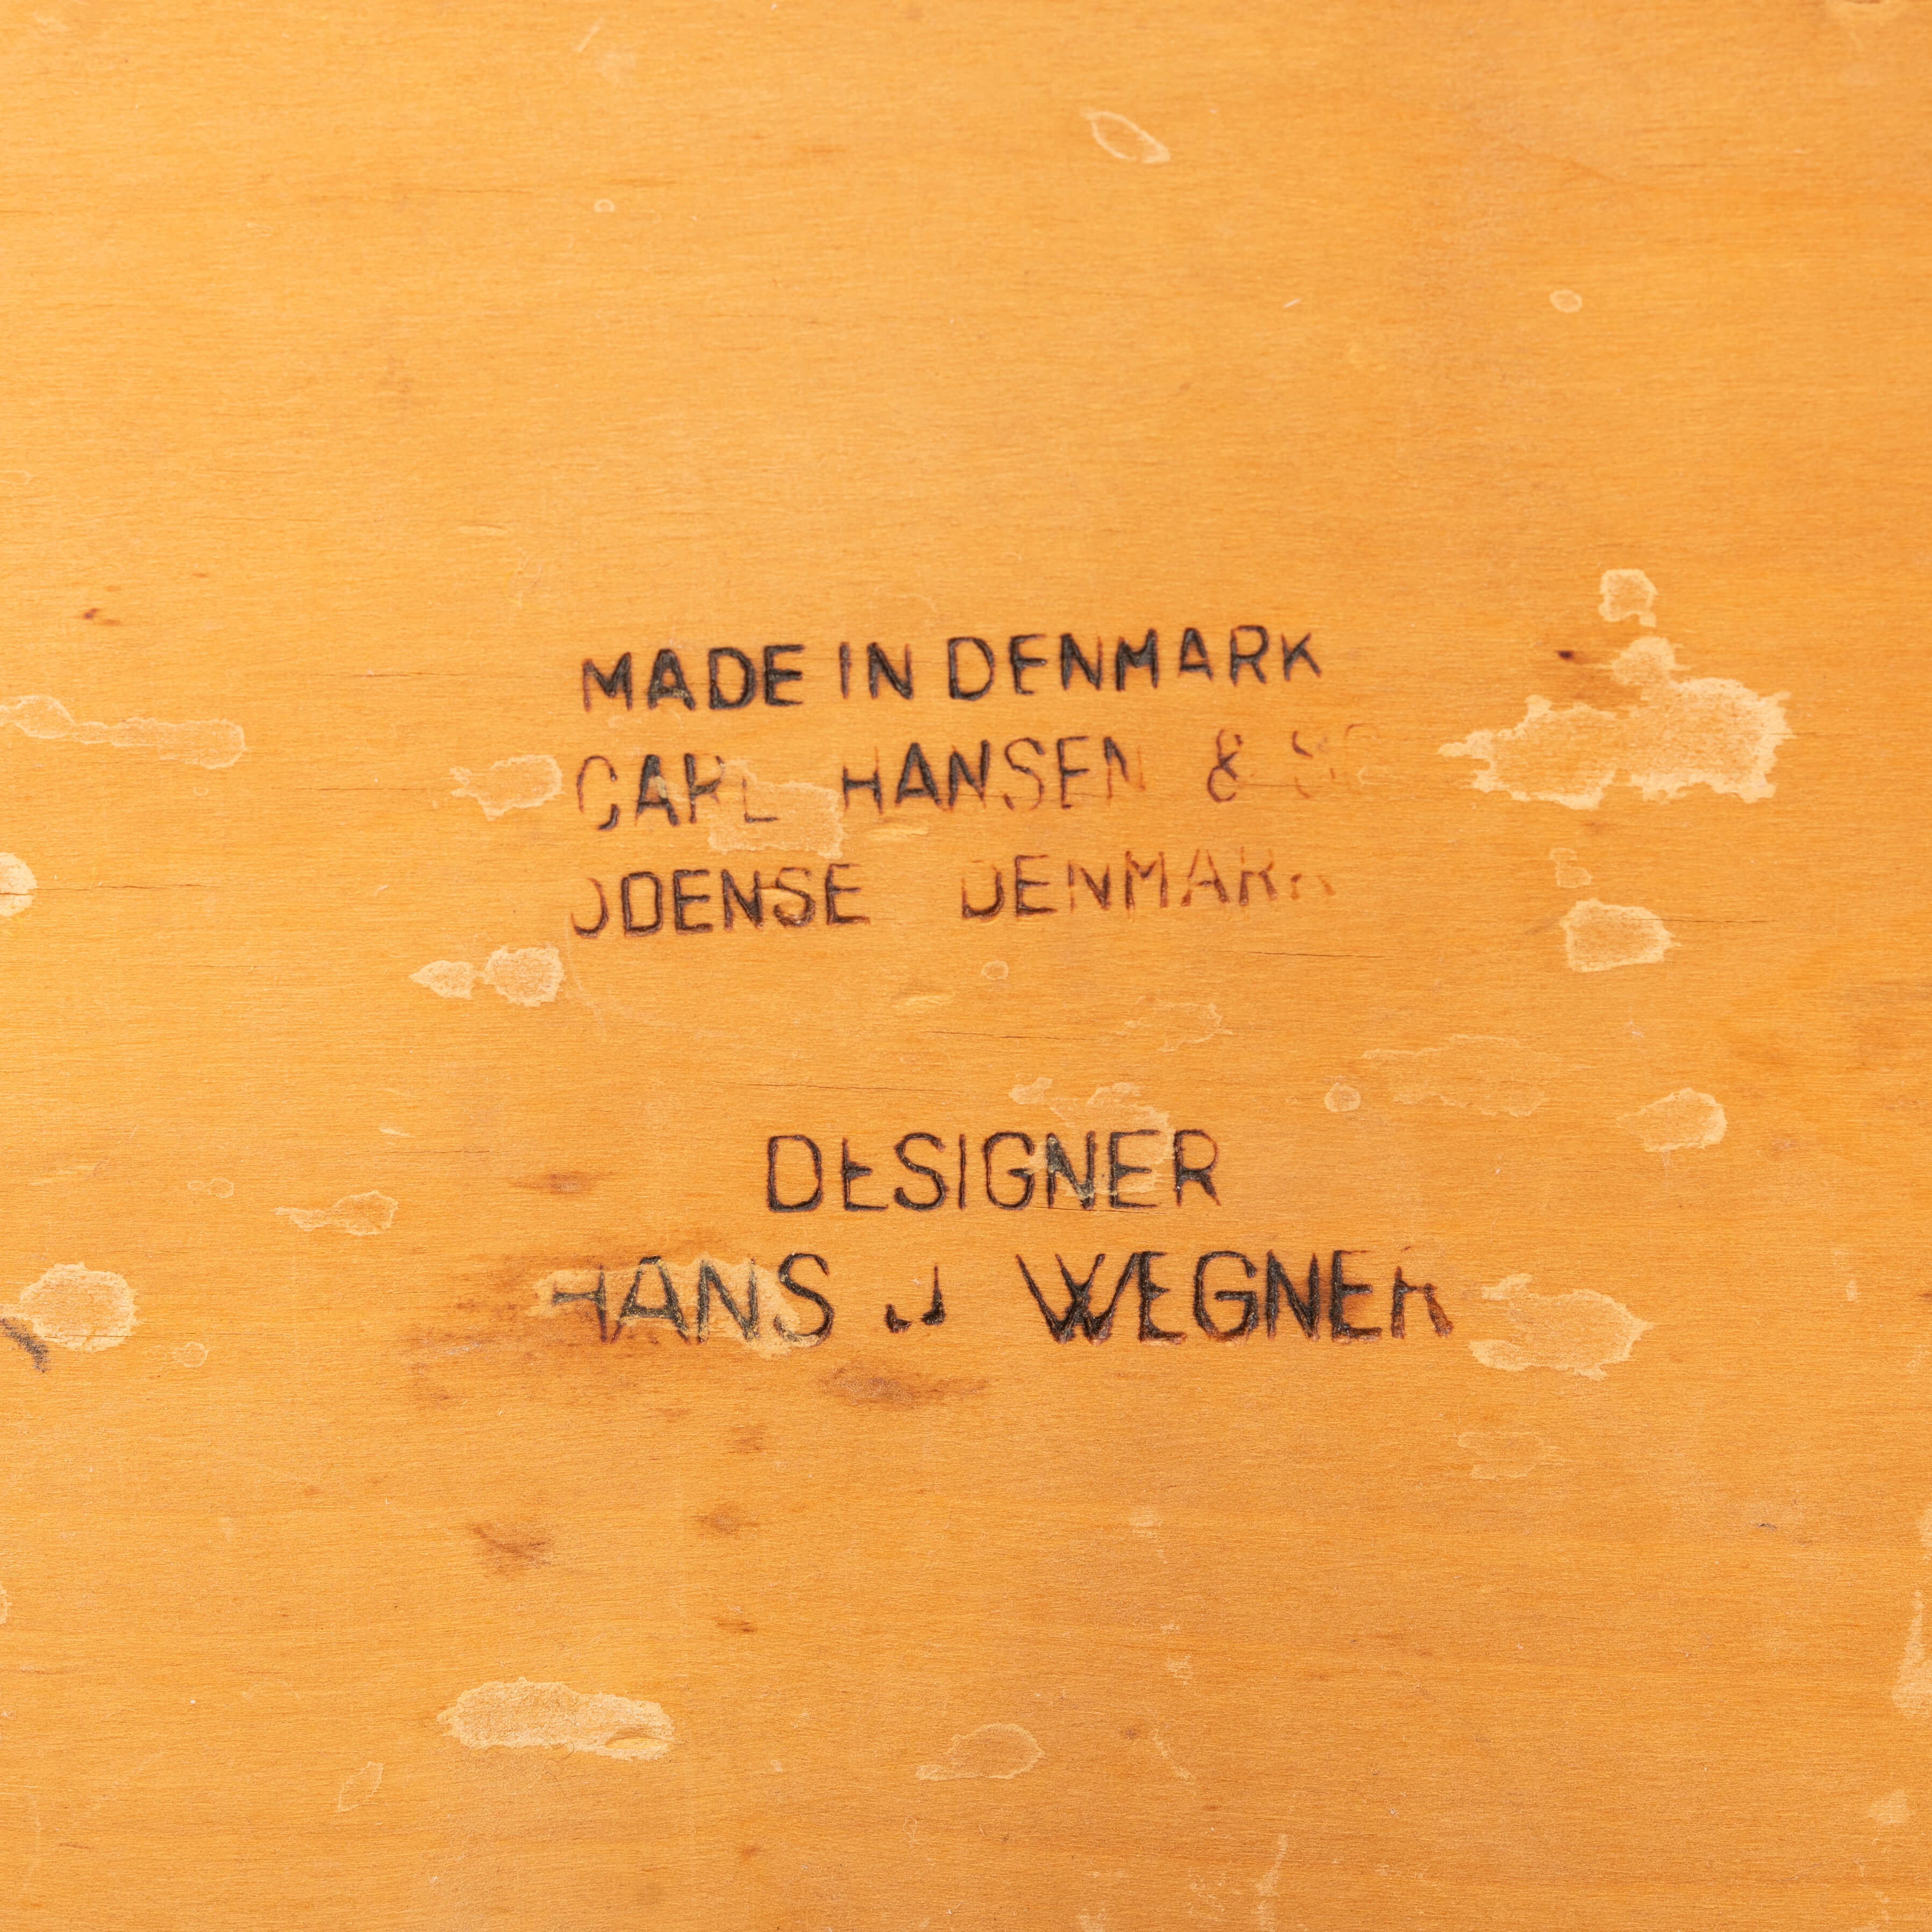 MADE IN DENMARK
CARL HANSEN &
ODENSE DENMARK
DESIGNER
HANS J WEGNER